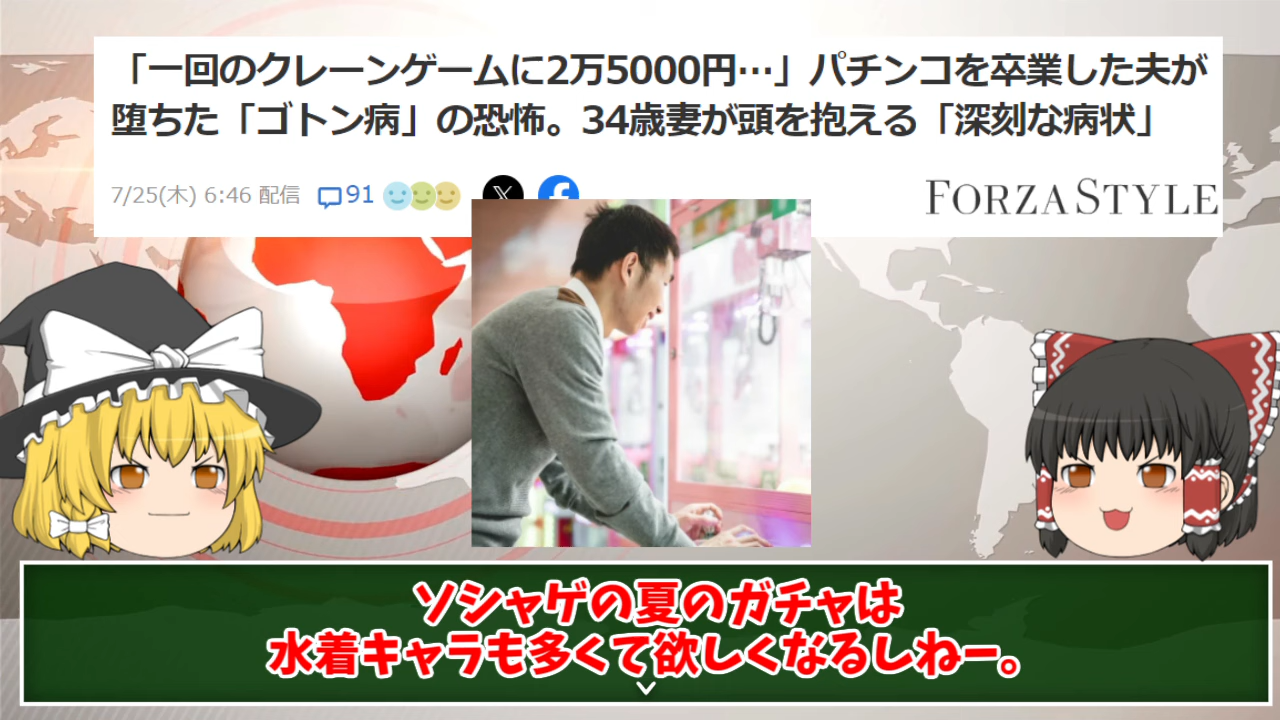 「一回のクレーンゲームに2万5000円…」パチンコを卒業した夫が
堕ちた「ゴトン病」の恐怖。34歳妻が頭を抱える「深刻な病状」
7/25(木) 6:46 配信 91
FORZA STYLE
ソシャゲの夏のガチャは
水着キャラも多くて欲しくなるしねー。